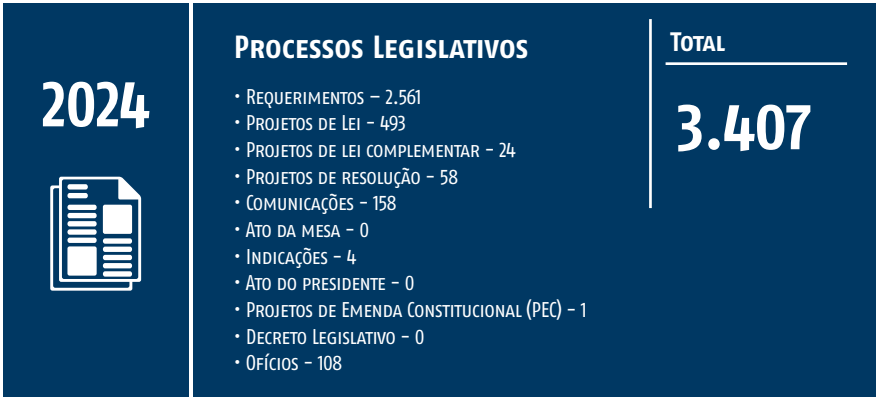 2024
Processos Legislativos
• Requerimentos – 2.561
• Projetos de Lei – 493
• Projetos de lei complementar – 24
• Projetos de resolução – 58
• Comunicações – 158
• Ato da mesa – 0
• Indicações – 4
• Ato do presidente – 0
• Projetos de Emenda Constitucional (PEC) – 1
• Decreto Legislativo – 0
• Ofícios – 108
Total
3.407